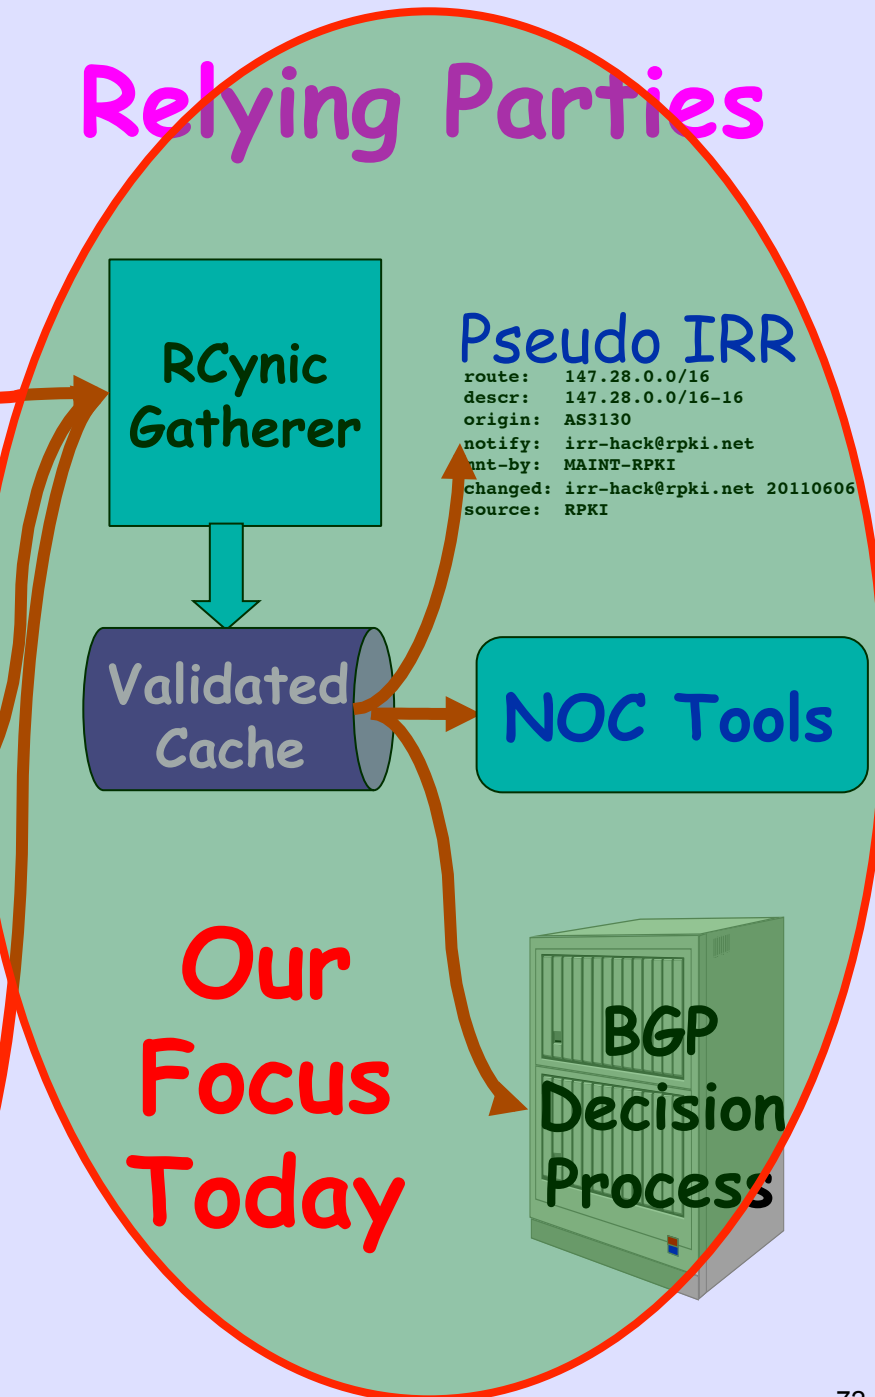 Relying Parties
RCynic
Gatherer
Pseudo IRR
route: 147.28.0.0/16
descr: 147.28.0.0/16-16
origin: AS3130
notify: irr-hack@rpki.net
mnt-by: MAINT-RPKI
changed: irr-hack@rpki.net 20110606
source: RPKI
Validated
Cache
NOC Tools
Our
Focus
Today
BGP
Decision
Process